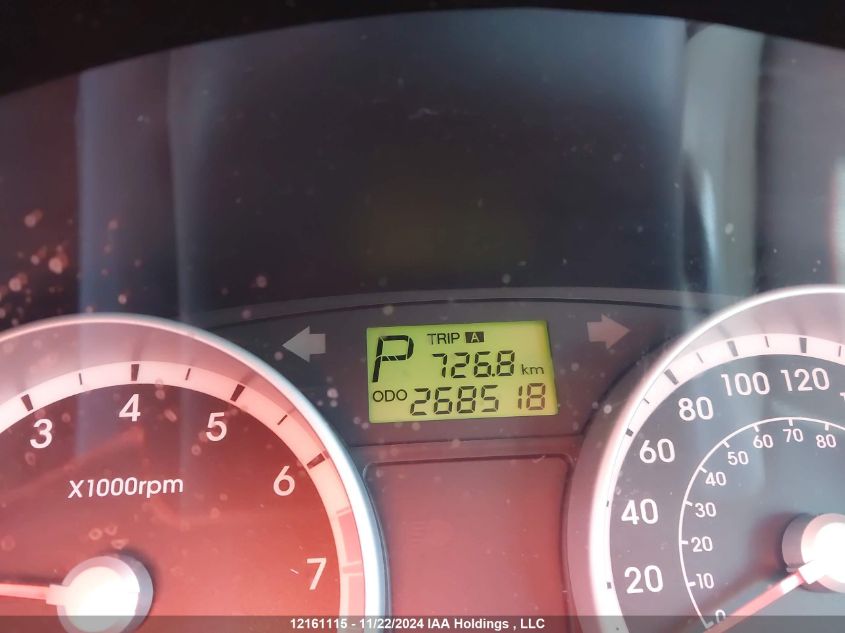 P TRIP A
726.8 km
ODO 268518
3 4 5 6 7
X1000rpm
20 40 60 80 100 120
0 10 20 30 40 50 60 70 80
12161115 - 11/22/2024 IAA Holdings , LLC